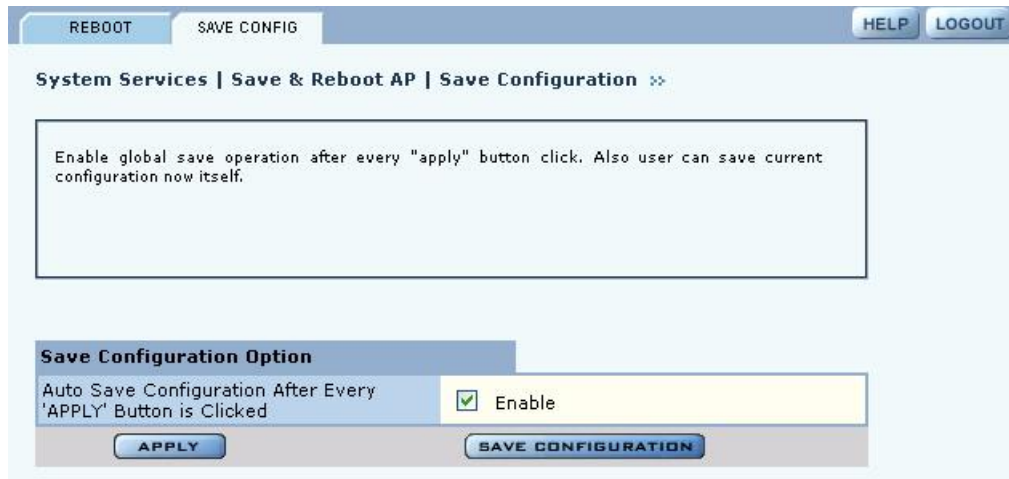 REBOOT SAVE CONFIG HELP LOGOUT
System Services | Save & Reboot AP | Save Configuration »
Enable global save operation after every "apply" button click. Also user can save current
configuration now itself.
Save Configuration Option
Auto Save Configuration After Every
'APPLY' Button is Clicked
Enable
APPLY SAVE CONFIGURATION